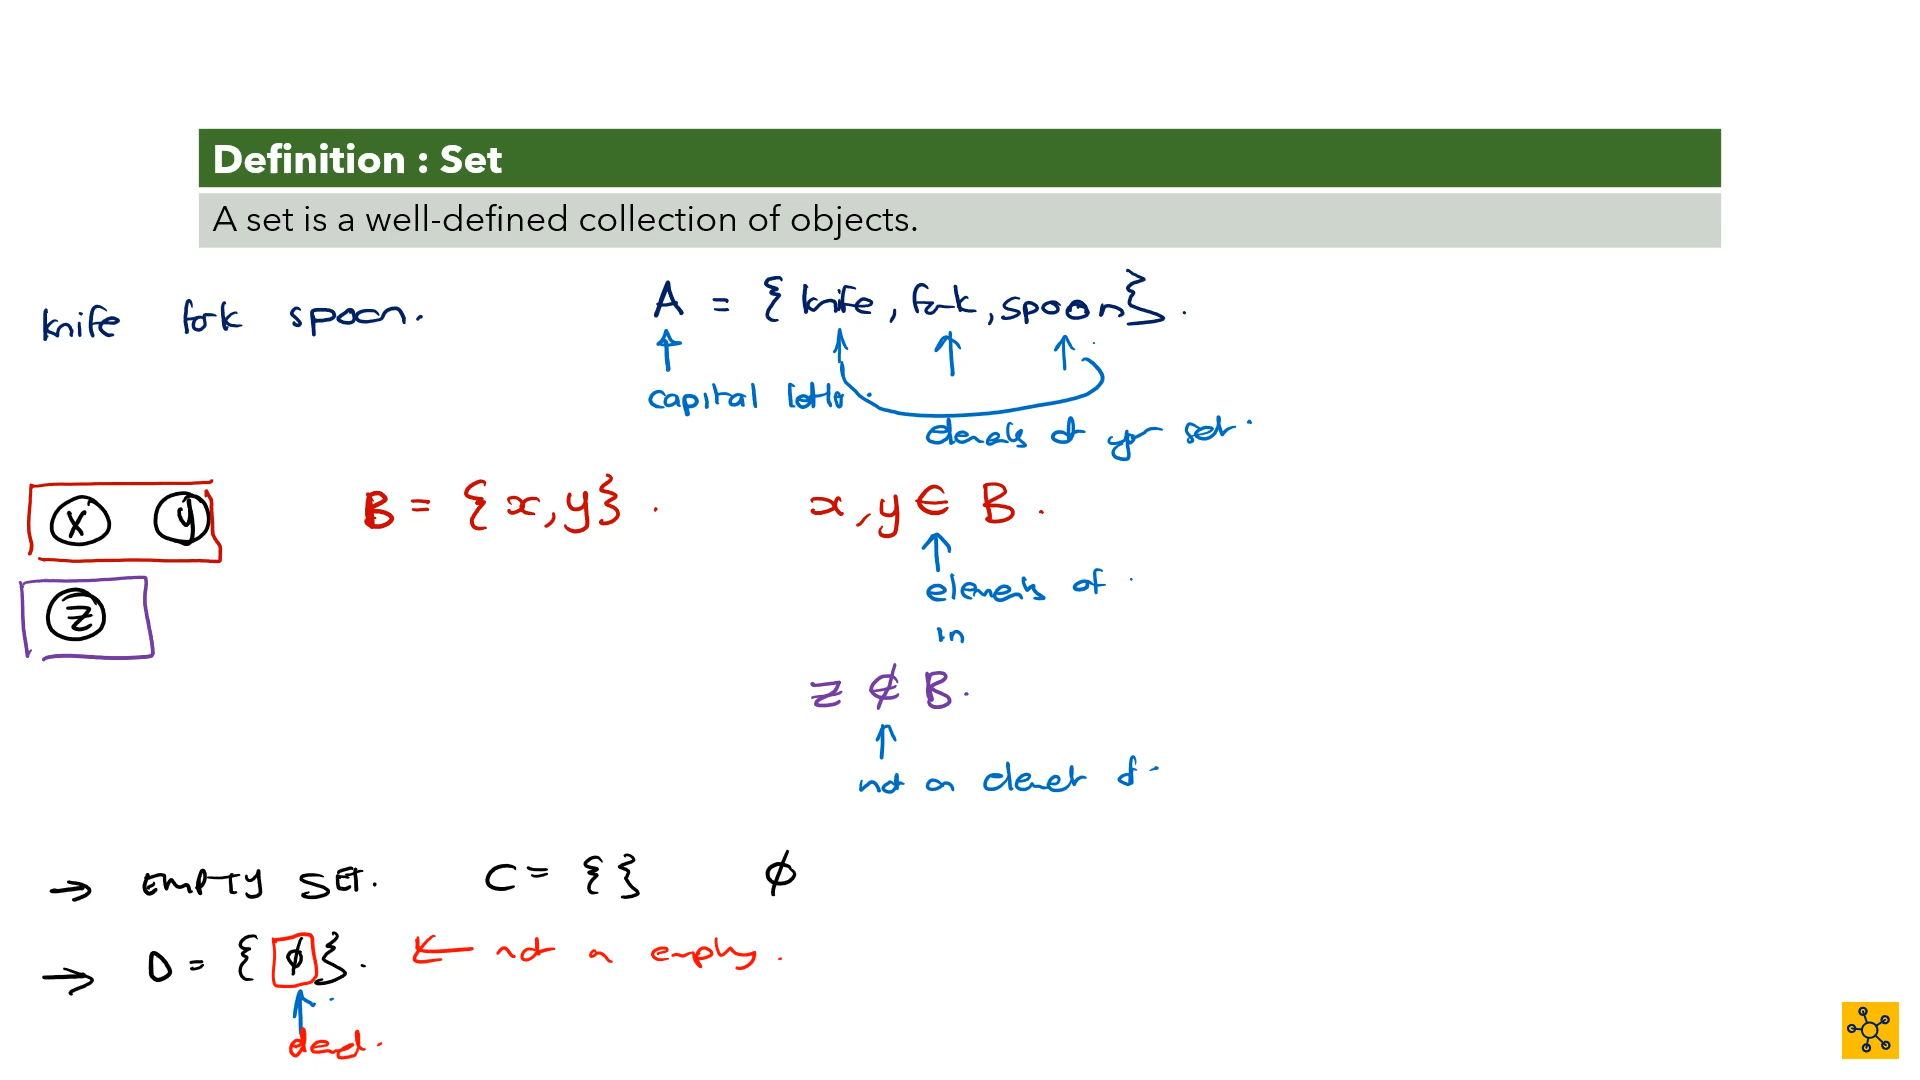 Definition : Set
A set is a well-defined collection of objects.
knife fork spoon.
A = { knife, fork, spoon}.
capital letter.
elements of your set.
x y
B = { x, y}.
x, y ∈ B.
z
elements of
in
z ∉ B.
not an element of.
→ EMPTY SET. C = { } ϕ
→ D = { ϕ }. ← not an empty.